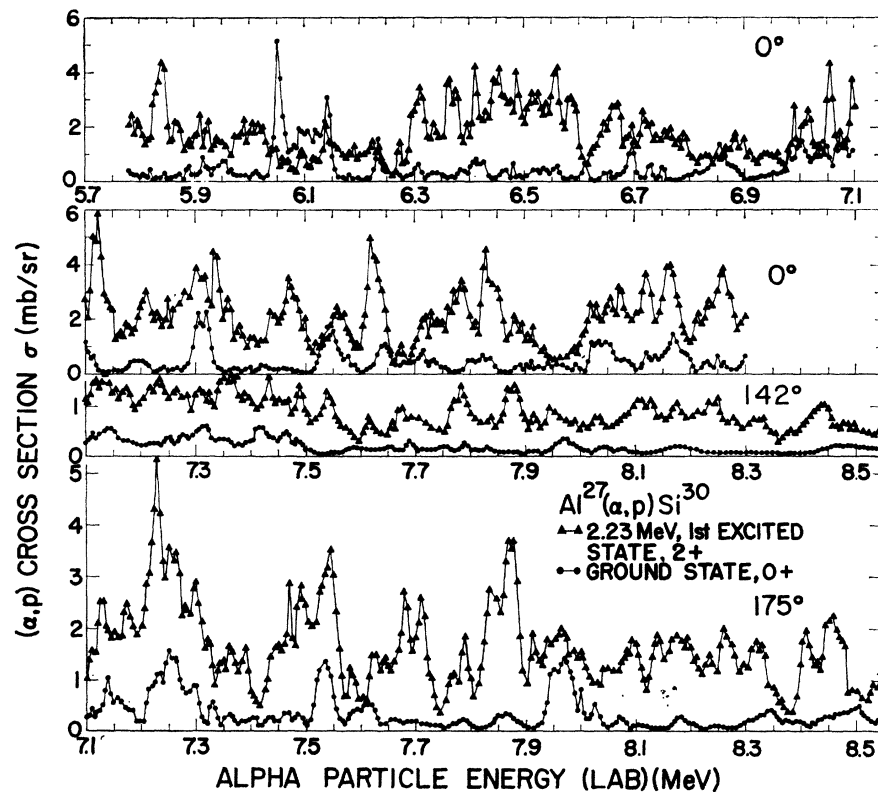 (α,p) CROSS SECTION σ (mb/sr)
6
4
2
0
0°
5.7 5.9 6.1 6.3 6.5 6.7 6.9 7.1
6
4
2
0
0°
1
0
142°
7.3 7.5 7.7 7.9 8.1 8.3 8.5
5
4
3
2
1
0
Al²⁷(α,p)Si³⁰
2.23 MeV, 1st EXCITED
STATE, 2+
GROUND STATE, 0+
175°
7.1 7.3 7.5 7.7 7.9 8.1 8.3 8.5
ALPHA PARTICLE ENERGY (LAB)(MeV)